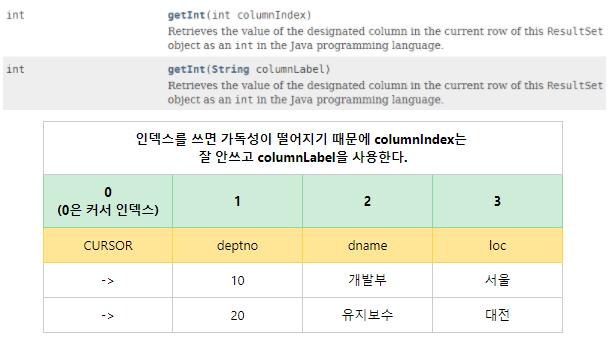 int getInt(int columnIndex)
Retrieves the value of the designated column in the current row of this ResultSet
object as an int in the Java programming language.
int getInt(String columnLabel)
Retrieves the value of the designated column in the current row of this ResultSet
object as an int in the Java programming language.
인덱스를 쓰면 가독성이 떨어지기 때문에 columnIndex는
잘 안쓰고 columnLabel을 사용한다.
0 1 2 3
(0은 커서 인덱스)
CURSOR deptno dname loc
-> 10 개발부 서울
-> 20 유지보수 대전